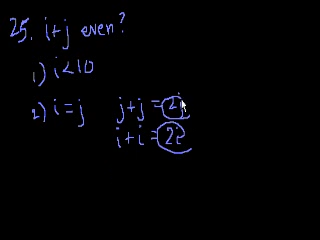 25. i+j even?
1) i<10
2) i=j
j+j = 2j
i+i = 2i